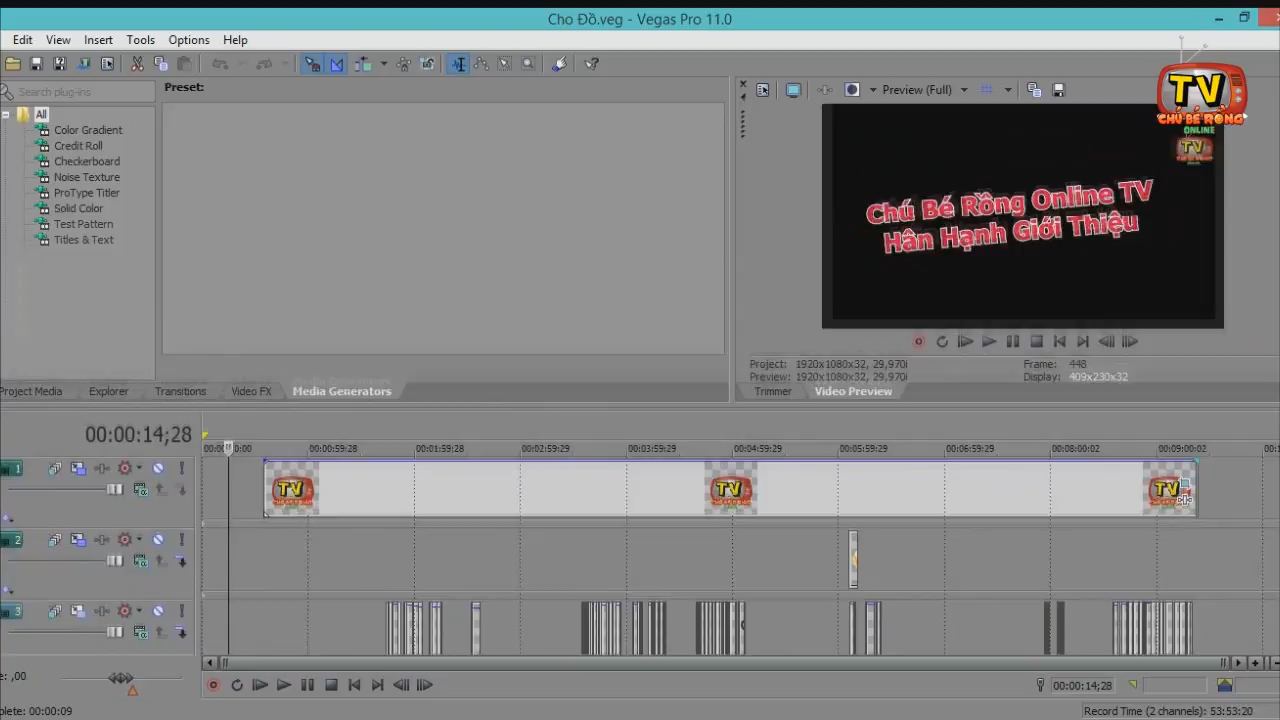 Cho Đồ.veg - Vegas Pro 11.0
Edit View Insert Tools Options Help
Search plug-ins
Preset:
Preview (Full)
TV
CHÚ BÉ RỒNG
ONLINE
All
Color Gradient
Credit Roll
Checkerboard
Noise Texture
ProType Titler
Solid Color
Test Pattern
Titles & Text
Chú Bé Rồng Online TV
Hân Hạnh Giới Thiệu
Project: 1920x1080x32, 29,970i
Frame: 448
Preview: 1920x1080x32, 29,970i
Display: 409x230x32
Project Media Explorer Transitions Video FX Media Generators
Trimmer Video Preview
00:00:14;28
00:00:59:28 00:01:59:28 00:02:59:29 00:03:59:29 00:04:59:29 00:05:59:29 00:06:59:29 00:08:00:02 00:09:00:02
1
TV
TV
TV
2
3
,00
00:00:14;28
plete: 00:00:09
Record Time (2 channels): 53:53:20